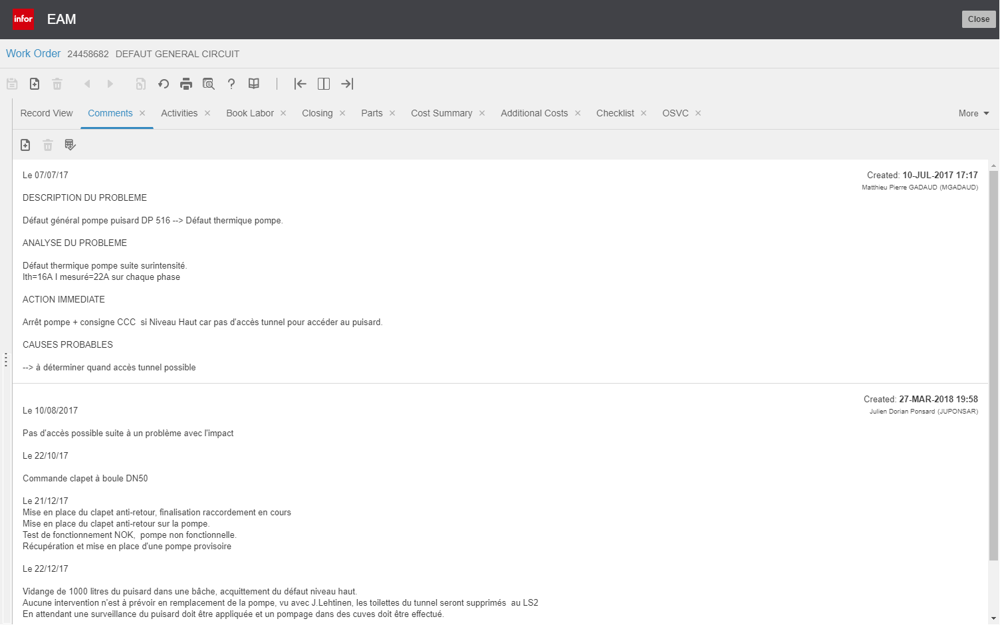 infor
EAM
Close
Work Order 24458682 DEFAUT GENERAL CIRCUIT
Record View Comments Activities Book Labor Closing Parts Cost Summary Additional Costs Checklist OSVC More
Le 07/07/17
Created: 10-JUL-2017 17:17
Matthieu Pierre GADAUD (MGADAUD)
DESCRIPTION DU PROBLEME
Défaut général pompe puisard DP 516 --> Défaut thermique pompe.
ANALYSE DU PROBLEME
Défaut thermique pompe suite surintensité.
Ith=16A I mesuré=22A sur chaque phase
ACTION IMMEDIATE
Arrêt pompe + consigne CCC  si Niveau Haut car pas d'accès tunnel pour accéder au puisard.
CAUSES PROBABLES
--> à déterminer quand accès tunnel possible
Created: 27-MAR-2018 19:58
Julien Dorian Ponsard (JUPONSAR)
Le 10/08/2017
Pas d'accès possible suite à un problème avec l'impact
Le 22/10/17
Commande clapet à boule DN50
Le 21/12/17
Mise en place du clapet anti-retour, finalisation raccordement en cours
Mise en place du clapet anti-retour sur la pompe.
Test de fonctionnement NOK,  pompe non fonctionnelle.
Récupération et mise en place d'une pompe provisoire
Le 22/12/17
Vidange de 1000 litres du puisard dans une bâche, acquittement du défaut niveau haut.
Aucune intervention n'est à prévoir en remplacement de la pompe, vu avec J.Lehtinen, les toilettes du tunnel seront supprimés  au LS2
En attendant une surveillance du puisard doit être appliquée et un pompage dans des cuves doit être effectué.